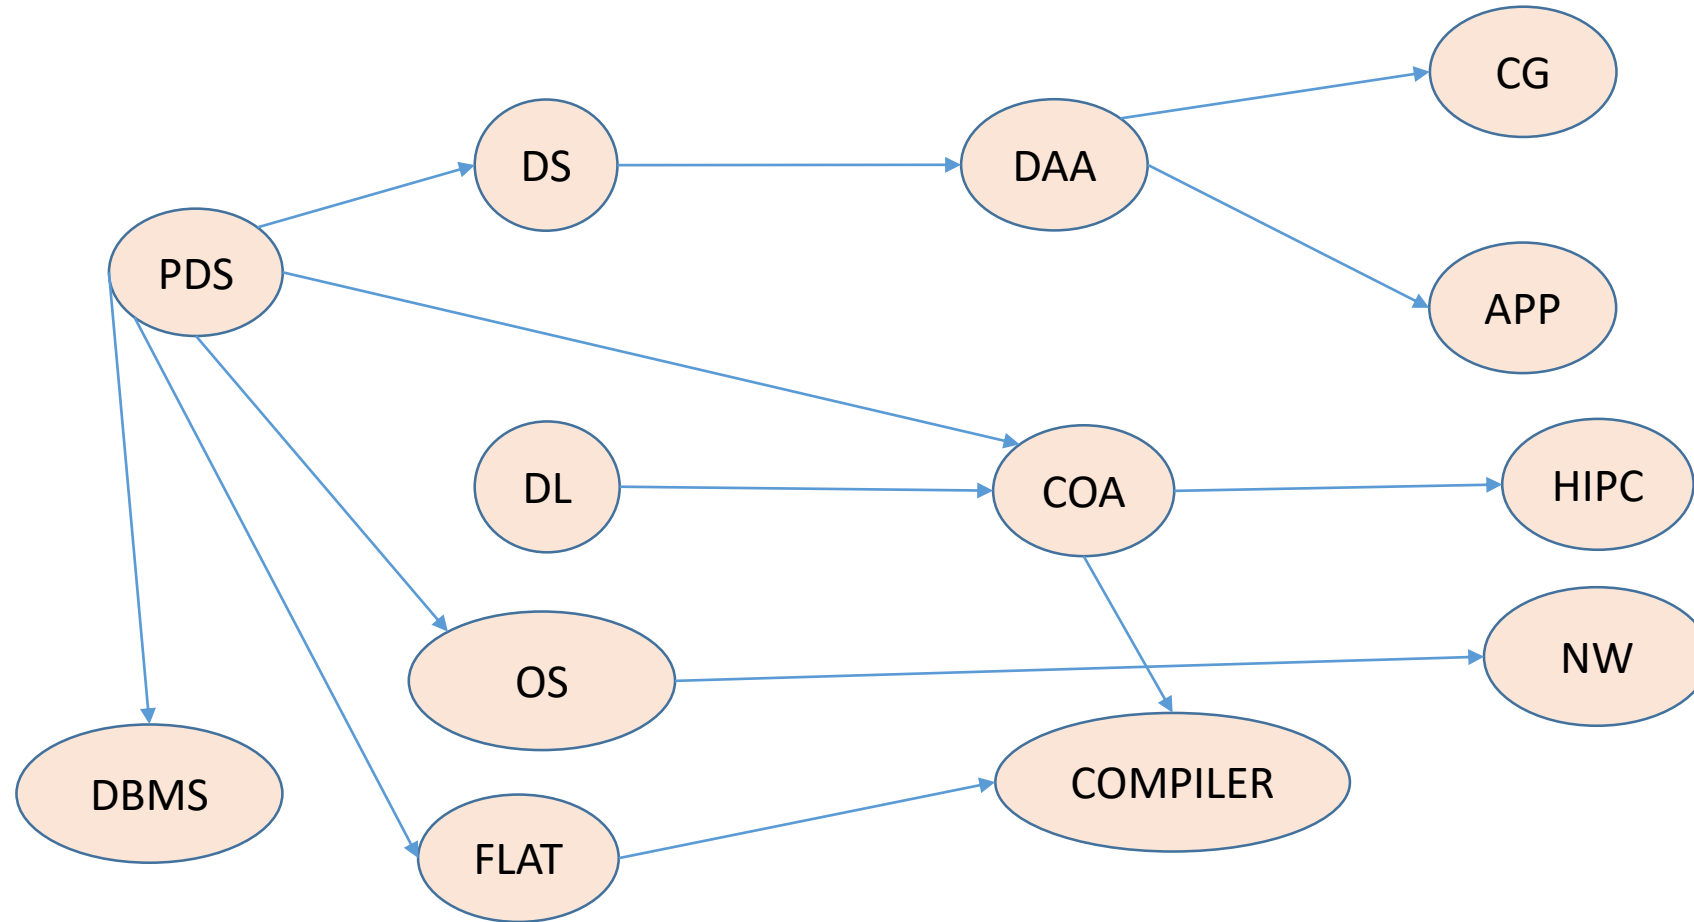 CG
DS
DAA
PDS
APP
DL
COA
HIPC
OS
NW
DBMS
COMPILER
FLAT